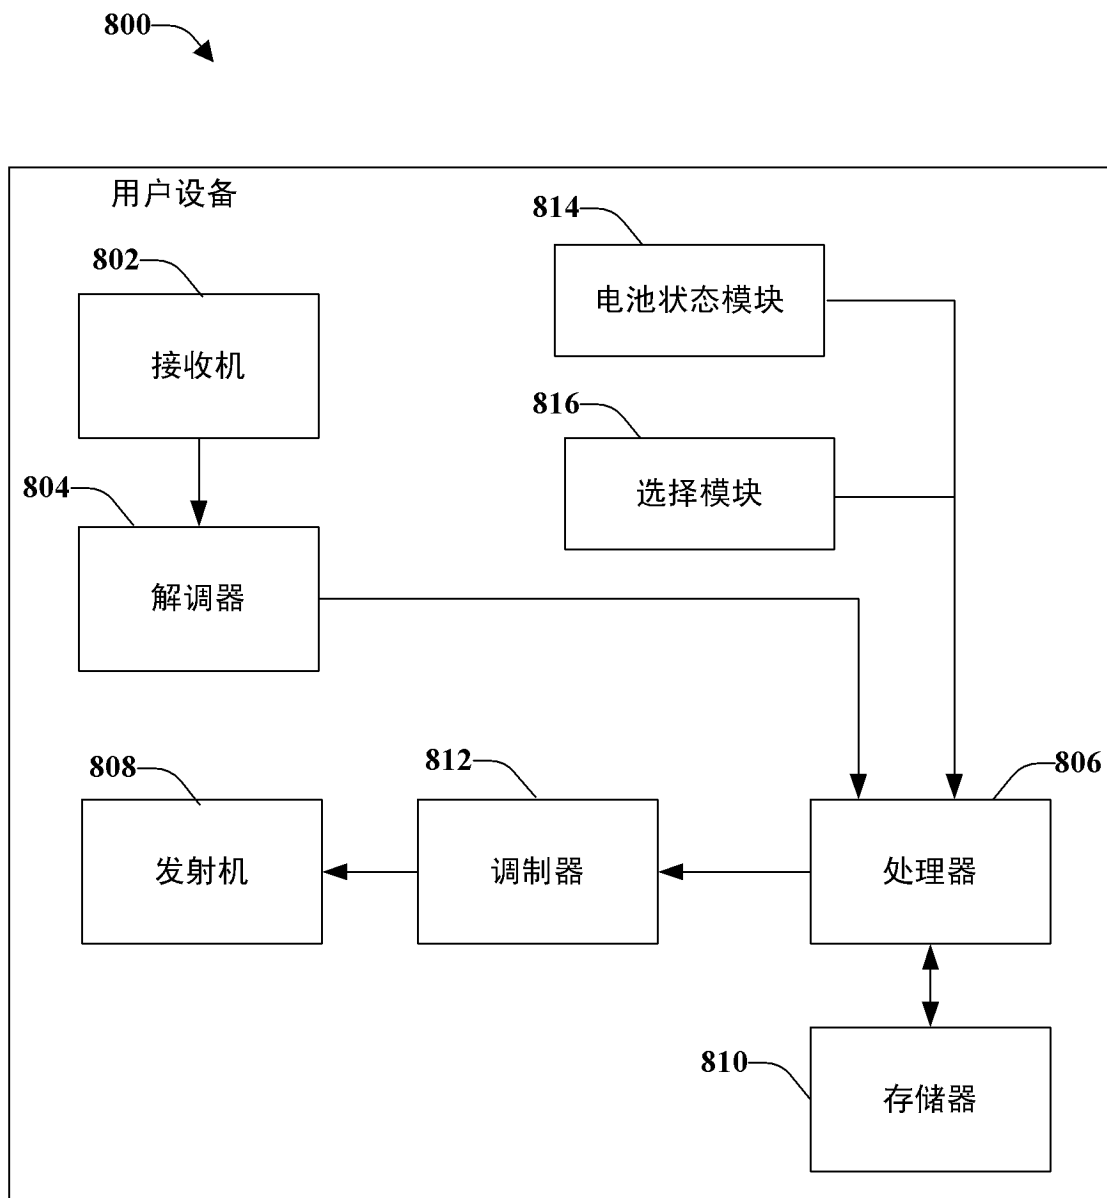 800
用户设备
802
接收机
814
电池状态模块
816
选择模块
804
解调器
808
发射机
812
调制器
806
处理器
810
存储器